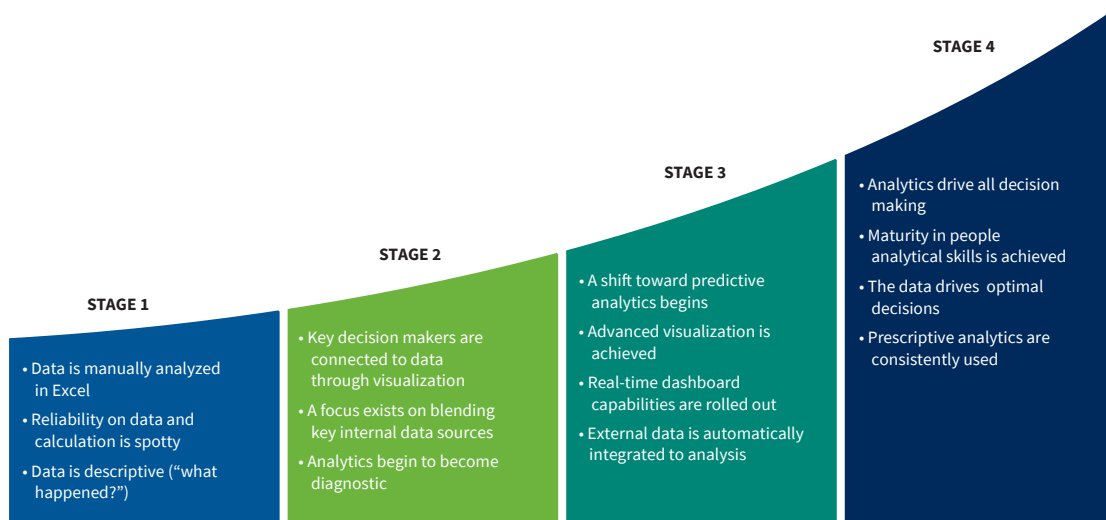 STAGE 1
• Data is manually analyzed
in Excel
• Reliability on data and
calculation is spotty
• Data is descriptive (“what
happened?”)
STAGE 2
• Key decision makers are
connected to data
through visualization
• A focus exists on blending
key internal data sources
• Analytics begin to become
diagnostic
STAGE 3
• A shift toward predictive
analytics begins
• Advanced visualization is
achieved
• Real-time dashboard
capabilities are rolled out
• External data is automatically
integrated to analysis
STAGE 4
• Analytics drive all decision
making
• Maturity in people
analytical skills is achieved
• The data drives optimal
decisions
• Prescriptive analytics are
consistently used